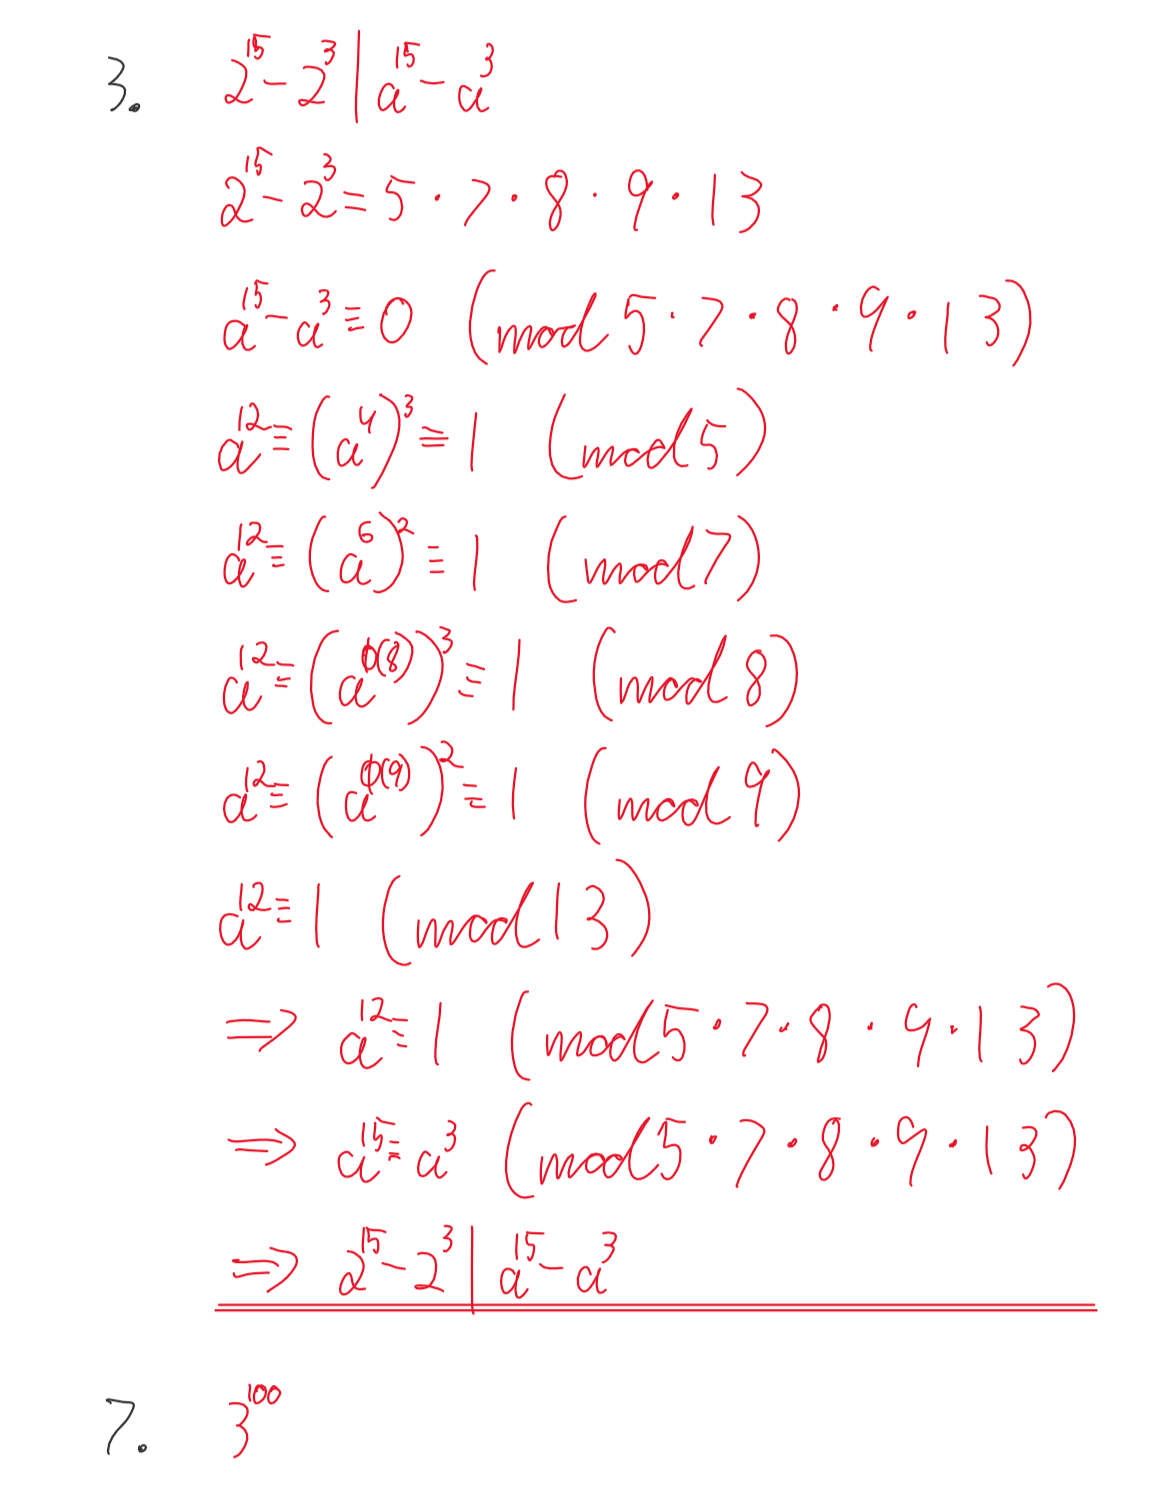 3. 2^15 - 2^3 | a^15 - a^3
2^15 - 2^3 = 5 · 7 · 8 · 9 · 13
a^15 - a^3 ≡ 0 (mod 5 · 7 · 8 · 9 · 13)
a^12 ≡ (a^4)^3 ≡ 1 (mod 5)
a^12 ≡ (a^6)^2 ≡ 1 (mod 7)
a^12 ≡ (a^ϕ(8))^3 ≡ 1 (mod 8)
a^12 ≡ (a^ϕ(9))^2 ≡ 1 (mod 9)
a^12 ≡ 1 (mod 13)
⇒ a^12 ≡ 1 (mod 5 · 7 · 8 · 9 · 13)
⇒ a^15 ≡ a^3 (mod 5 · 7 · 8 · 9 · 13)
⇒ 2^15 - 2^3 | a^15 - a^3
7. 3^100